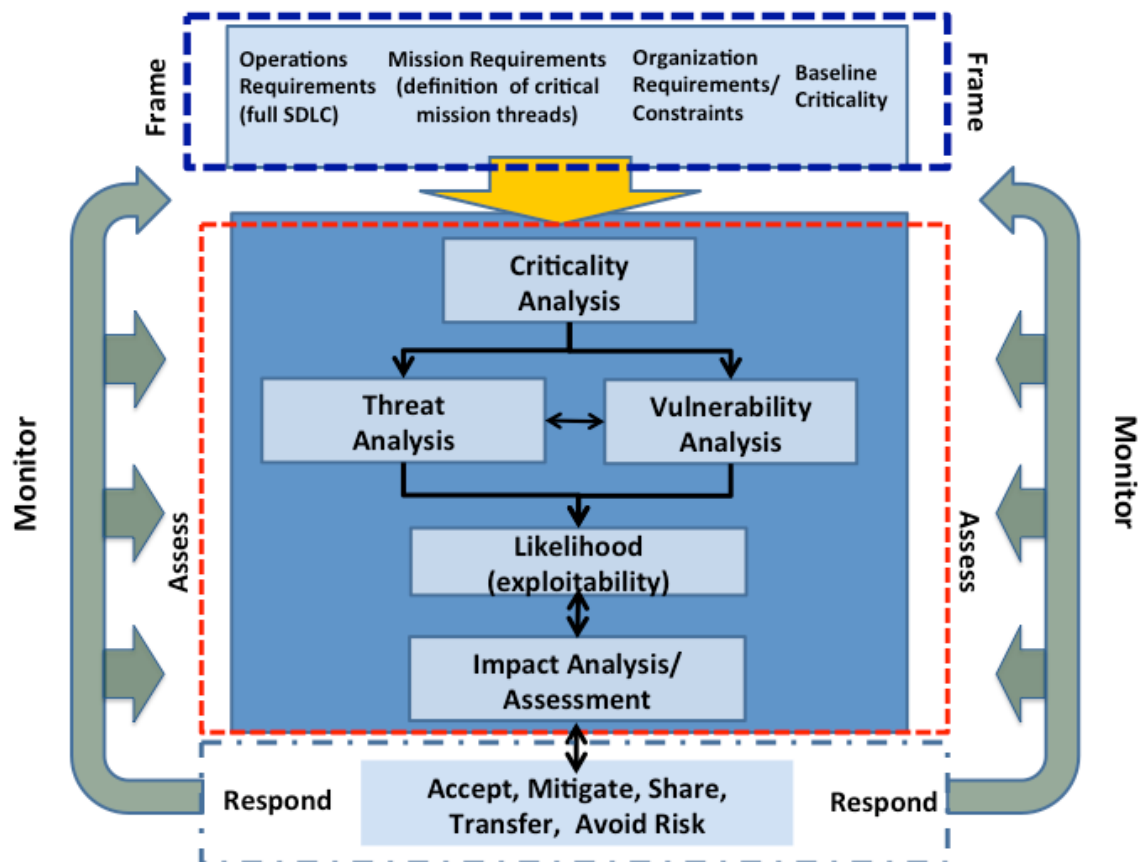 Frame
Operations
Requirements
(full SDLC)
Mission Requirements
(definition of critical
mission threads)
Organization
Requirements/
Constraints
Baseline
Criticality
Frame
Criticality
Analysis
Threat
Analysis
Vulnerability
Analysis
Likelihood
(exploitability)
Impact Analysis/
Assessment
Monitor
Assess
Assess
Monitor
Respond
Accept, Mitigate, Share,
Transfer, Avoid Risk
Respond